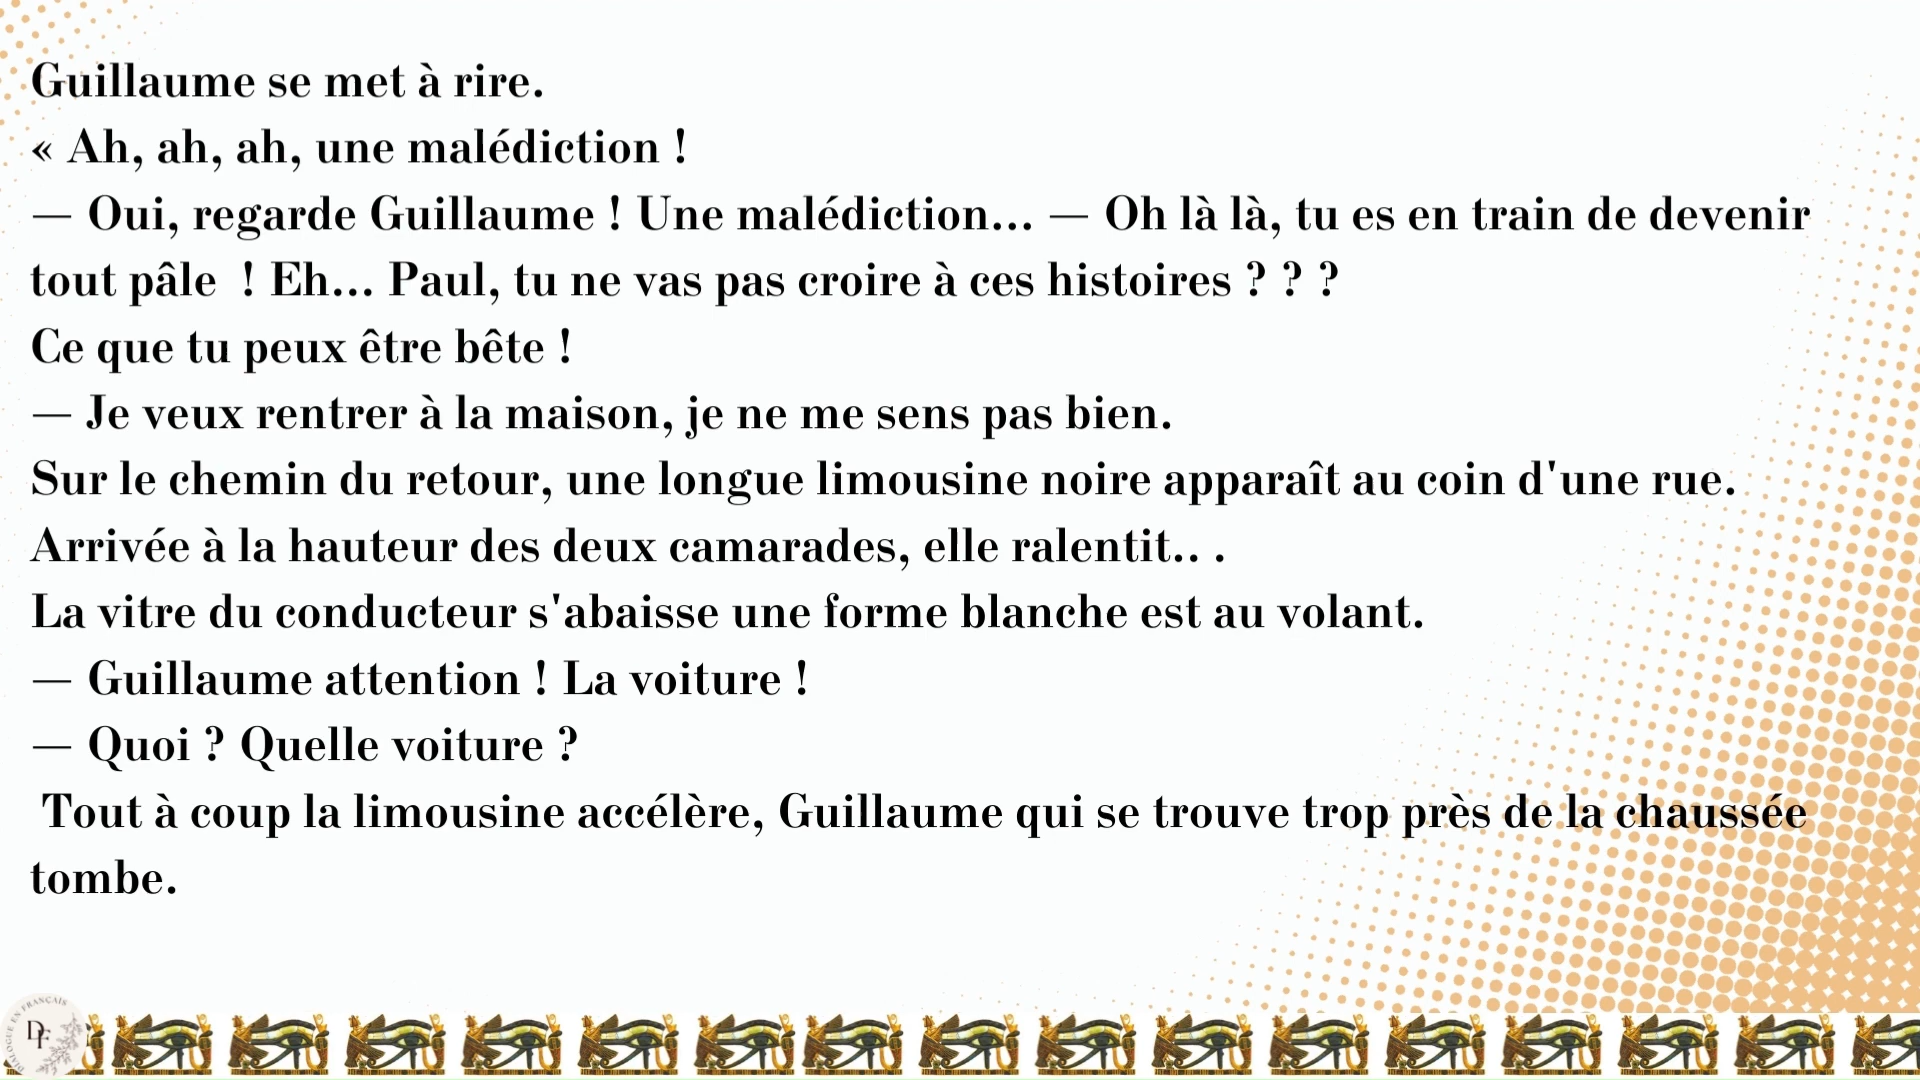 Guillaume se met à rire.
« Ah, ah, ah, une malédiction !
— Oui, regarde Guillaume ! Une malédiction... — Oh là là, tu es en train de devenir
tout pâle  ! Eh... Paul, tu ne vas pas croire à ces histoires ? ? ?
Ce que tu peux être bête !
— Je veux rentrer à la maison, je ne me sens pas bien.
Sur le chemin du retour, une longue limousine noire apparaît au coin d'une rue.
Arrivée à la hauteur des deux camarades, elle ralentit.. .
La vitre du conducteur s'abaisse une forme blanche est au volant.
— Guillaume attention ! La voiture !
— Quoi ? Quelle voiture ?
Tout à coup la limousine accélère, Guillaume qui se trouve trop près de la chaussée
tombe.
DIALOGUE EN FRANÇAIS
DF